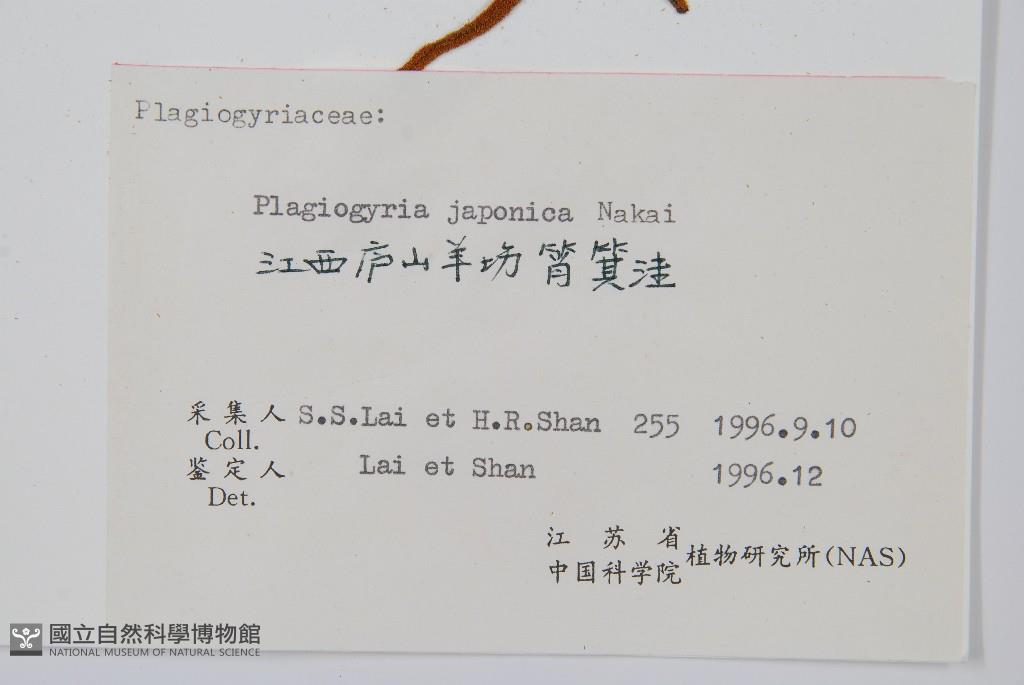 Plagiogyriaceae:
Plagiogyria japonica Nakai
江西庐山羊场筲箕洼
采集人 S.S.Lai et H.R.Shan 255 1996.9.10
Coll.
鉴定人 Lai et Shan 1996.12
Det.
江苏省
中国科学院
植物研究所(NAS)
國立自然科學博物館
NATIONAL MUSEUM OF NATURAL SCIENCE